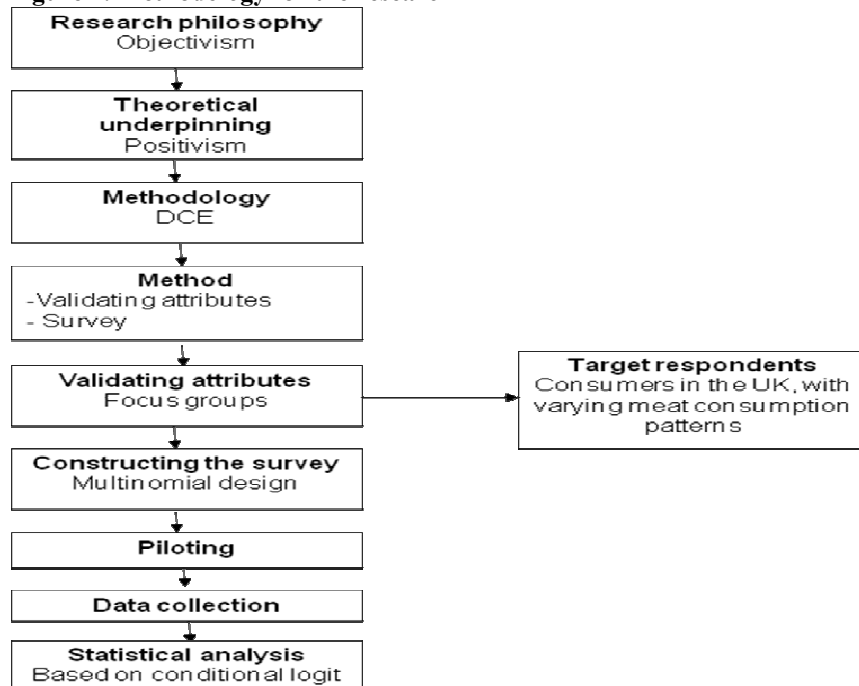 Research philosophy
Objectivism
Theoretical
underpinning
Positivism
Methodology
DCE
Method
-Validating attributes
- Survey
Validating attributes
Focus groups
Target respondents
Consumers in the UK, with
varying meat consumption
patterns
Constructing the survey
Multinomial design
Piloting
Data collection
Statistical analysis
Based on conditional logit